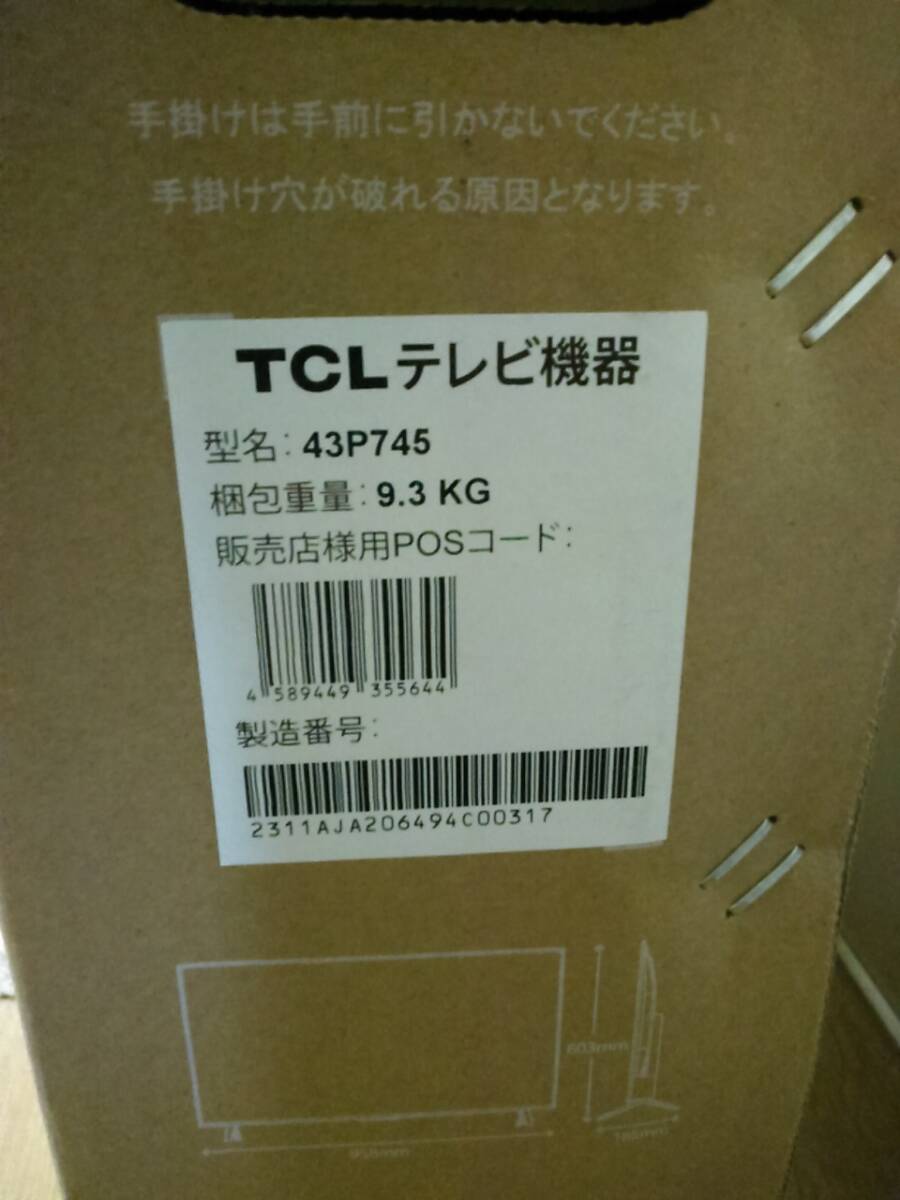 手掛けは手前に引かないでください。
手掛け穴が破れる原因となります。
TCLテレビ機器
型名: 43P745
梱包重量: 9.3 KG
販売店様用POSコード:
4 589449 355644
製造番号:
2311AJA206494C00317
603mm